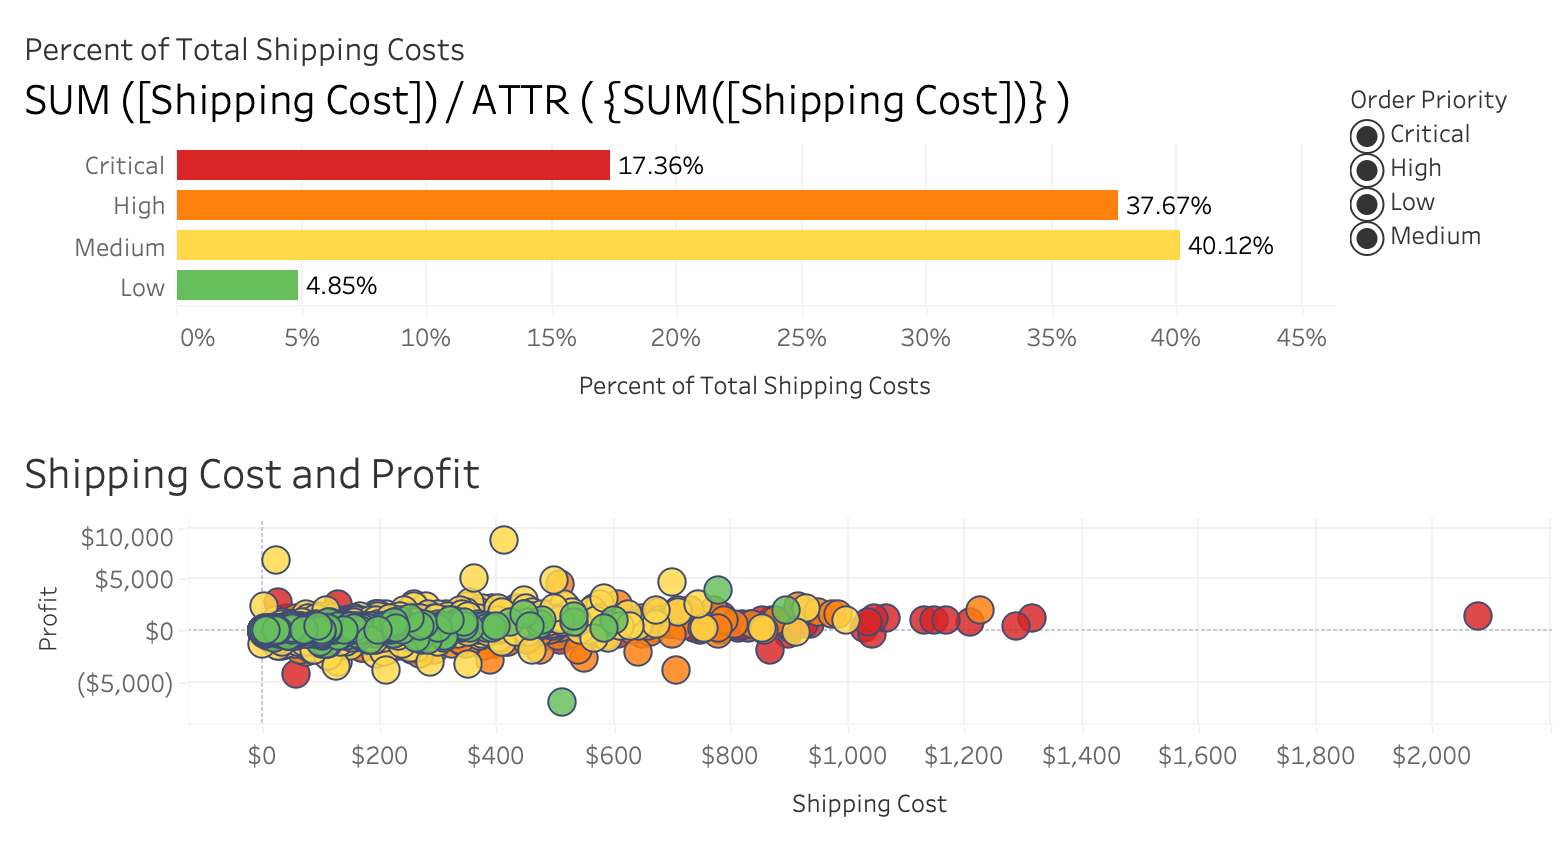 Percent of Total Shipping Costs
SUM ([Shipping Cost]) / ATTR ( {SUM([Shipping Cost])} )
Order Priority
Critical
High
Low
Medium
Critical 17.36%
High 37.67%
Medium 40.12%
Low 4.85%
0% 5% 10% 15% 20% 25% 30% 35% 40% 45%
Percent of Total Shipping Costs
Shipping Cost and Profit
Profit
$10,000
$5,000
$0
($5,000)
$0 $200 $400 $600 $800 $1,000 $1,200 $1,400 $1,600 $1,800 $2,000
Shipping Cost